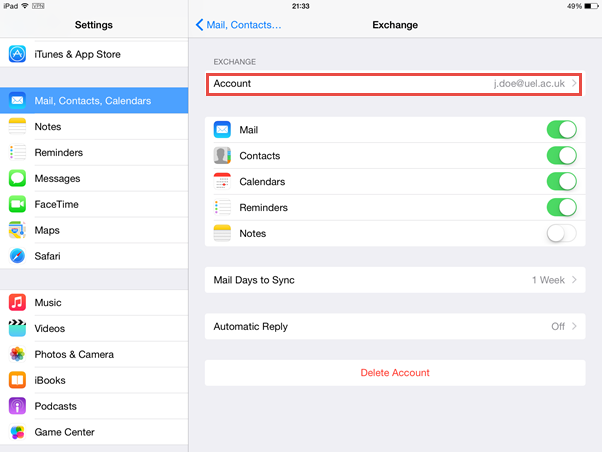 iPad VPN 21:33 49%
Settings
Mail, Contacts... Exchange
iTunes & App Store
Mail, Contacts, Calendars
Notes
Reminders
Messages
FaceTime
Maps
Safari
Music
Videos
Photos & Camera
iBooks
Podcasts
Game Center
EXCHANGE
Account j.doe@uel.ac.uk
Mail
Contacts
Calendars
Reminders
Notes
Mail Days to Sync 1 Week
Automatic Reply Off
Delete Account